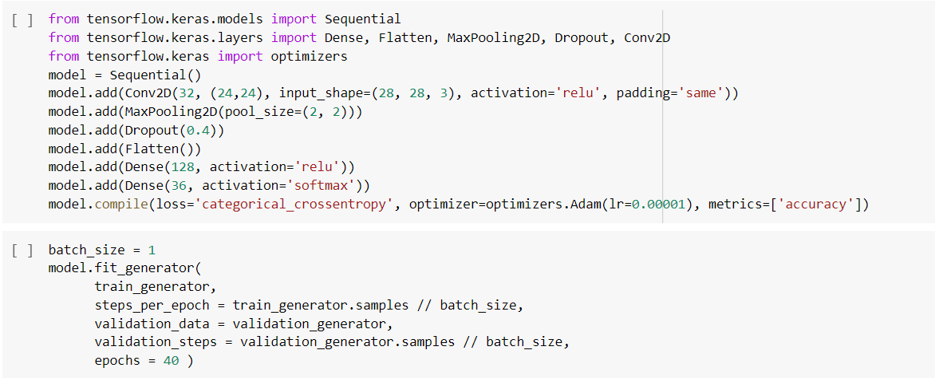 [ ] from tensorflow.keras.models import Sequential
from tensorflow.keras.layers import Dense, Flatten, MaxPooling2D, Dropout, Conv2D
from tensorflow.keras import optimizers
model = Sequential()
model.add(Conv2D(32, (24,24), input_shape=(28, 28, 3), activation='relu', padding='same'))
model.add(MaxPooling2D(pool_size=(2, 2)))
model.add(Dropout(0.4))
model.add(Flatten())
model.add(Dense(128, activation='relu'))
model.add(Dense(36, activation='softmax'))
model.compile(loss='categorical_crossentropy', optimizer=optimizers.Adam(lr=0.00001), metrics=['accuracy'])
[ ] batch_size = 1
model.fit_generator(
train_generator,
steps_per_epoch = train_generator.samples // batch_size,
validation_data = validation_generator,
validation_steps = validation_generator.samples // batch_size,
epochs = 40 )